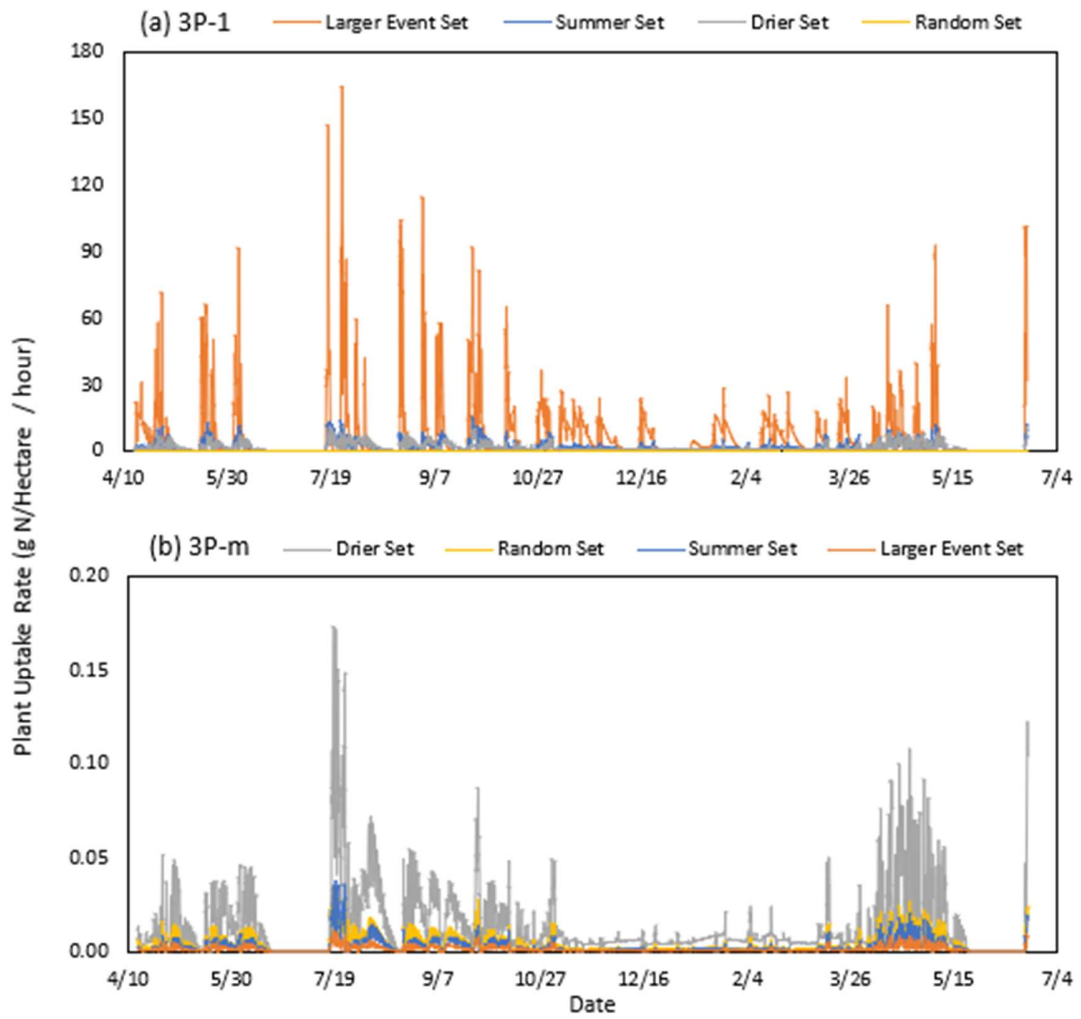 (a) 3P-1 Larger Event Set Summer Set Drier Set Random Set
180
150
120
90
60
30
0
4/10 5/30 7/19 9/7 10/27 12/16 2/4 3/26 5/15 7/4
Plant Uptake Rate (g N/Hectare / hour)
(b) 3P-m Drier Set Random Set Summer Set Larger Event Set
0.20
0.15
0.10
0.05
0.00
4/10 5/30 7/19 9/7 10/27 12/16 2/4 3/26 5/15 7/4
Date